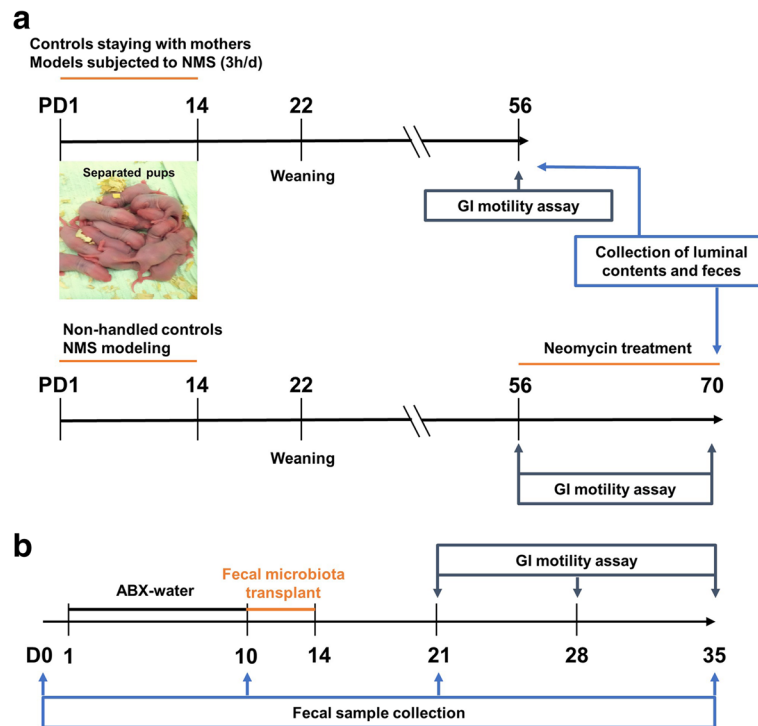 a
Controls staying with mothers
Models subjected to NMS (3h/d)
PD1 14 22 56
Separated pups
Weaning
GI motility assay
Collection of luminal
contents and feces
Non-handled controls
NMS modeling
Neomycin treatment
PD1 14 22 56 70
Weaning
GI motility assay
b
GI motility assay
Fecal microbiota
transplant
ABX-water
D0 1 10 14 21 28 35
Fecal sample collection